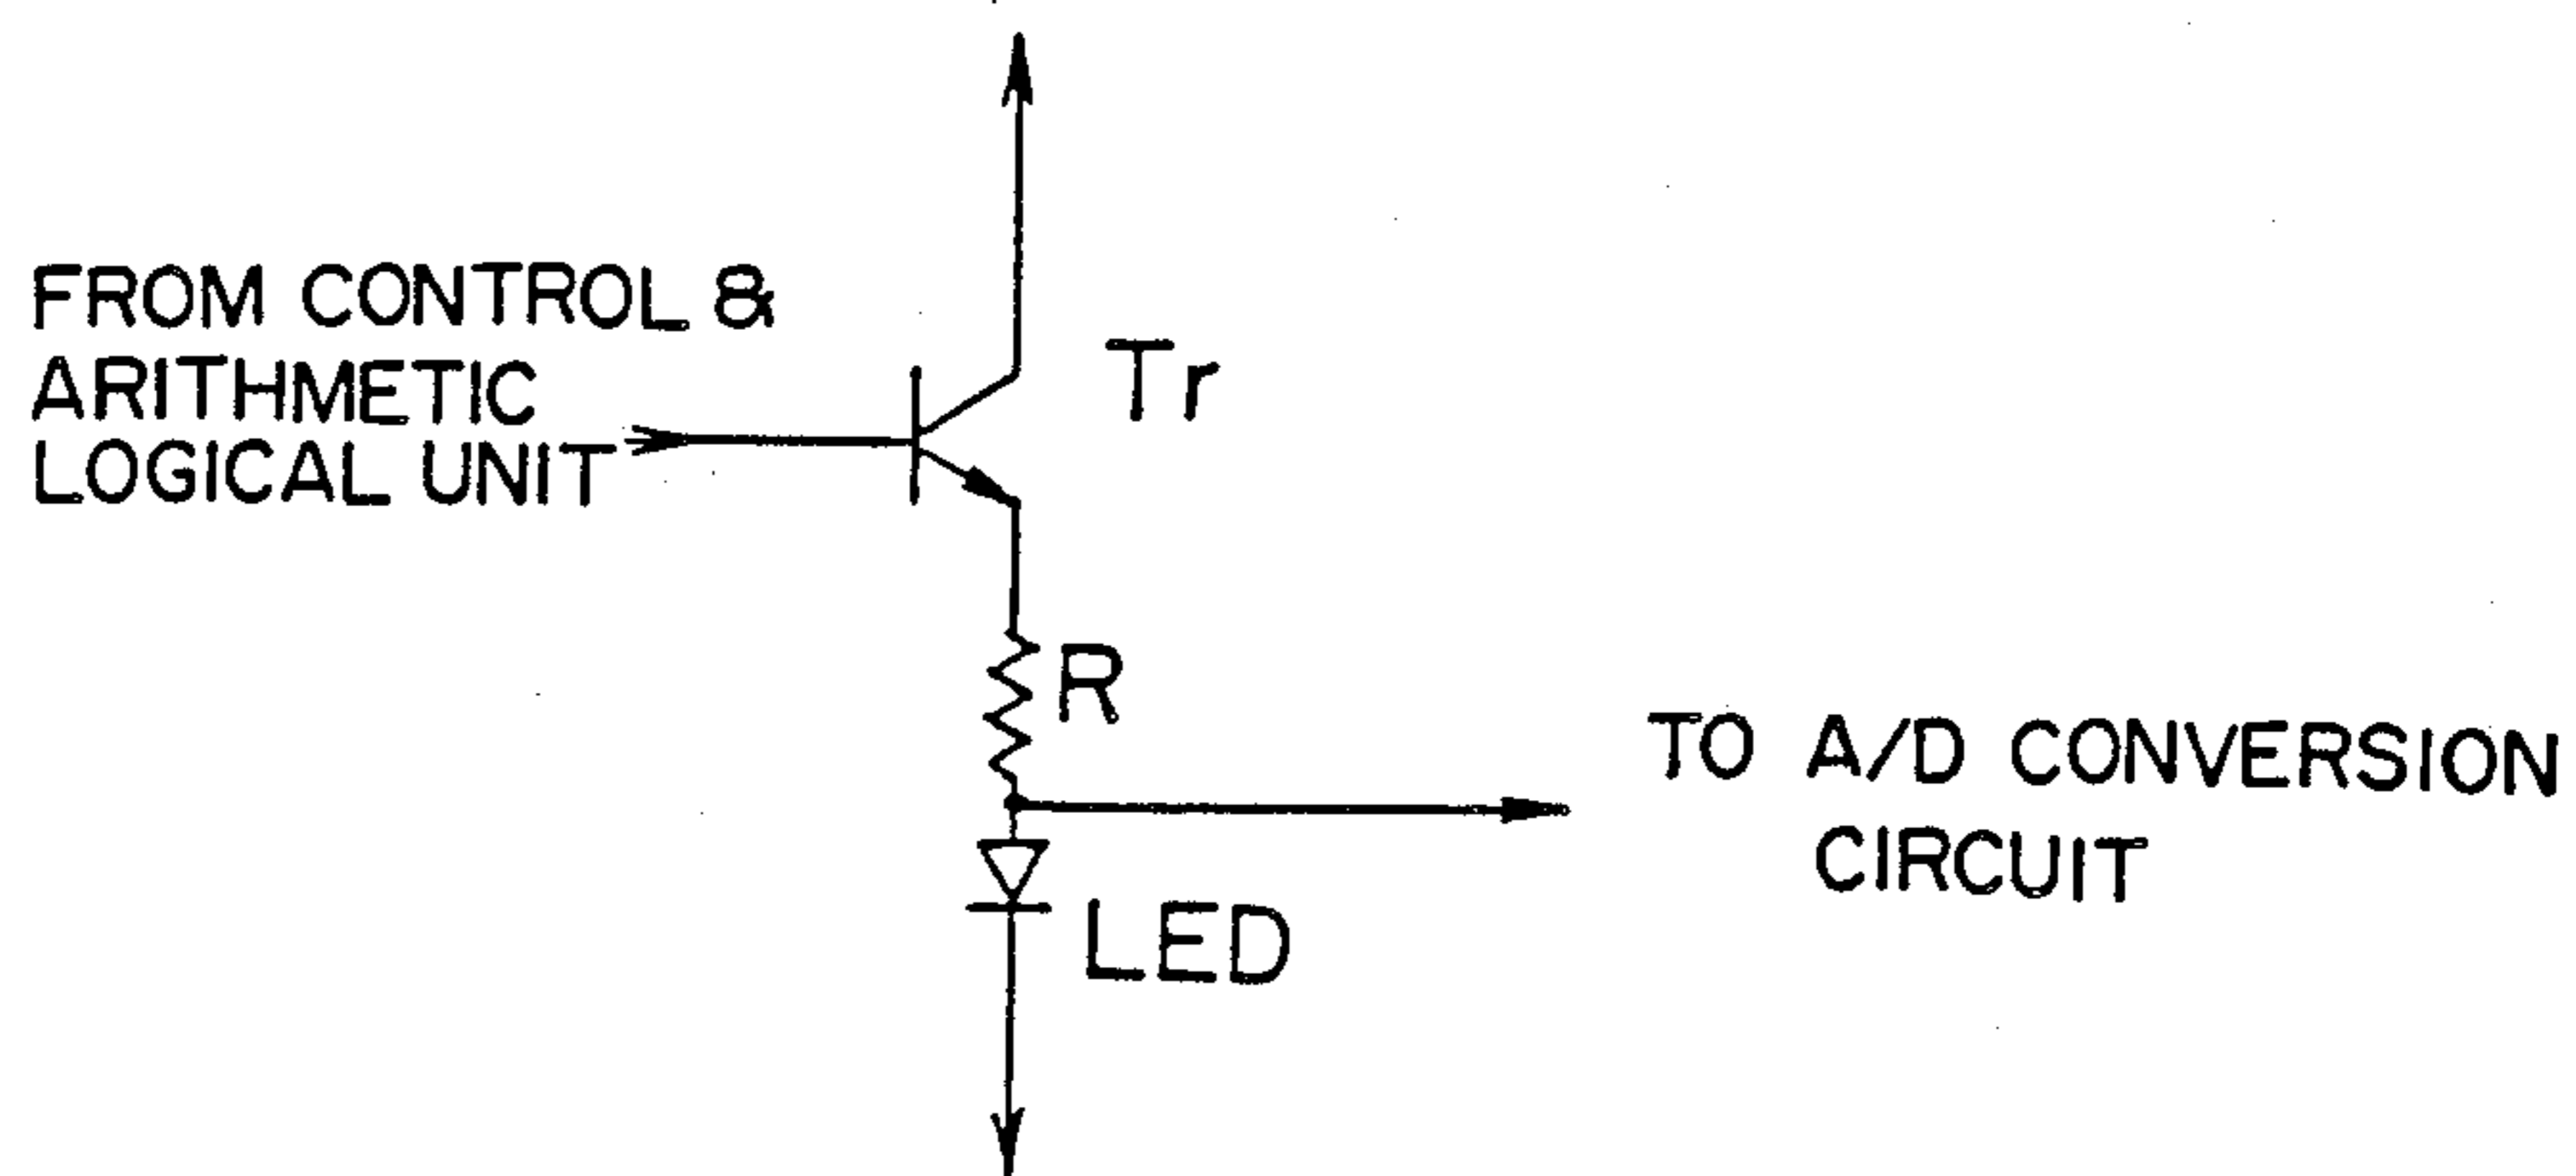 FROM CONTROL &
ARITHMETIC
LOGICAL UNIT
Tr
R
TO A/D CONVERSION
CIRCUIT
LED